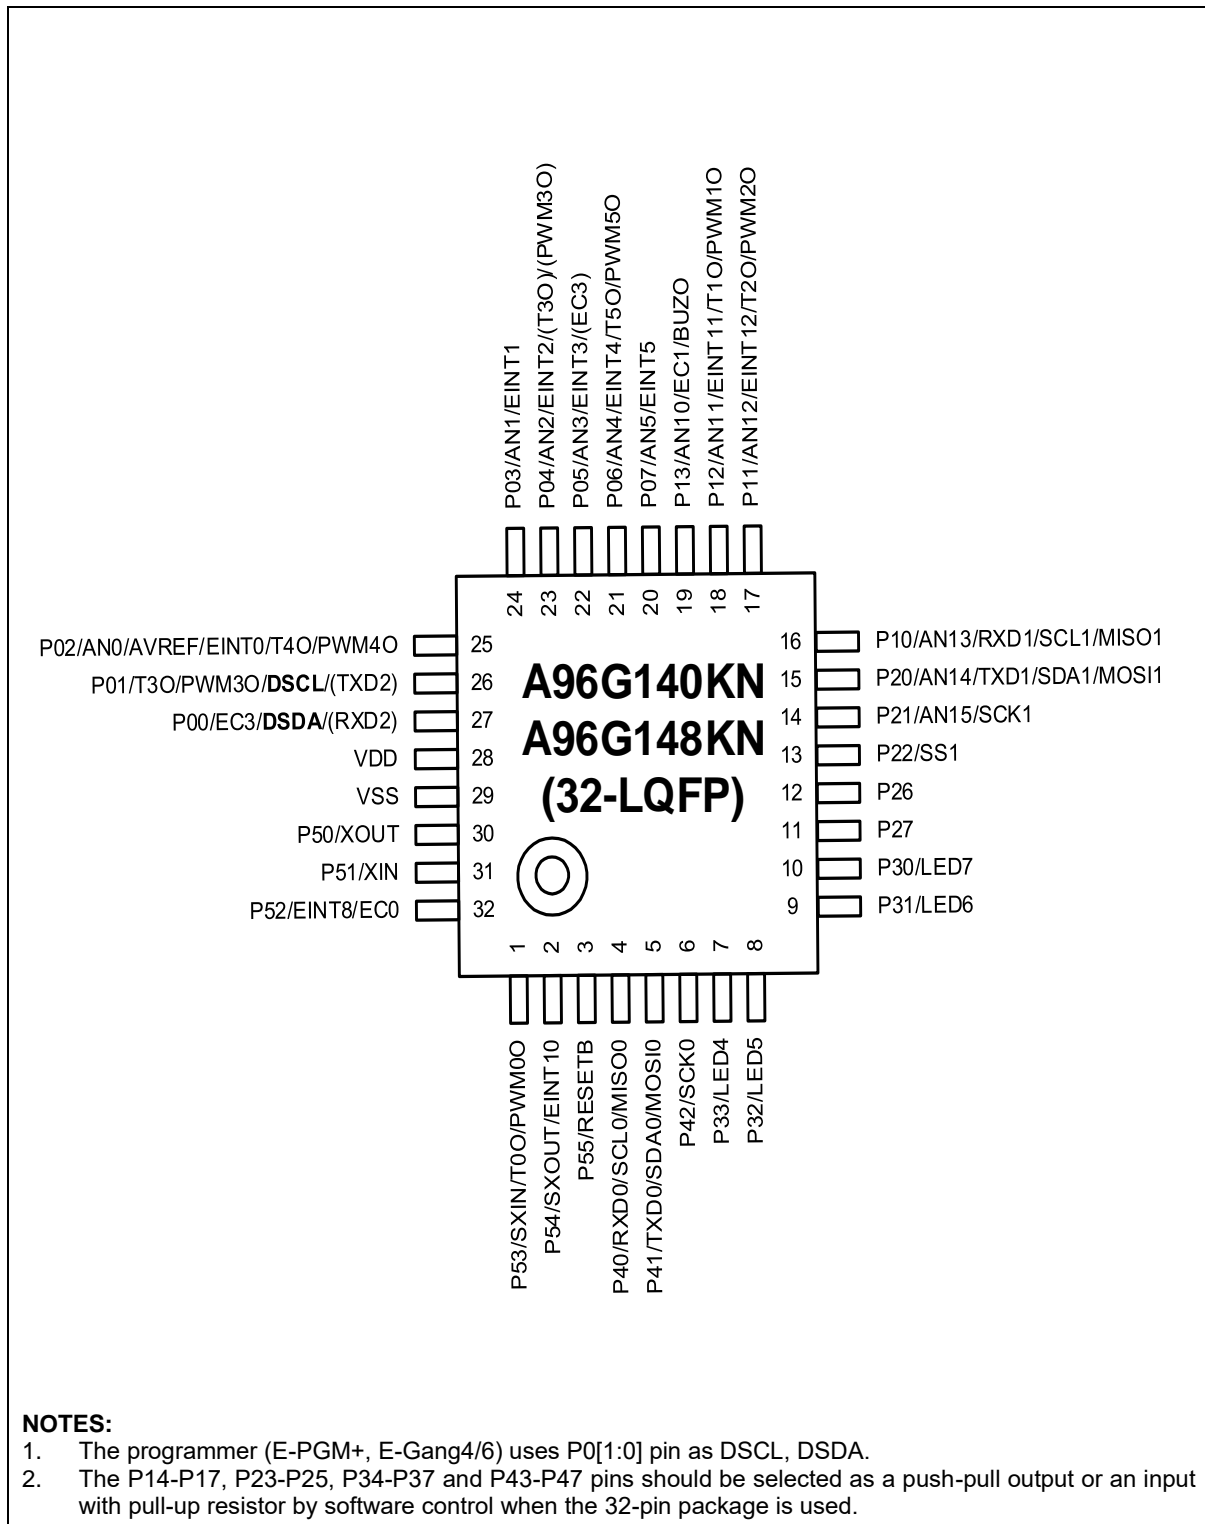 P03/AN1/EINT1
P04/AN2/EINT2/(T3O)/(PWM3O)
P05/AN3/EINT3/(EC3)
P06/AN4/EINT4/T5O/PWM5O
P07/AN5/EINT5
P13/AN10/EC1/BUZO
P12/AN11/EINT11/T1O/PWM1O
P11/AN12/EINT12/T2O/PWM2O
24
23
22
21
20
19
18
17
P02/AN0/AVREF/EINT0/T4O/PWM4O
25
P01/T3O/PWM3O/DSCL/(TXD2)
26
P00/EC3/DSDA/(RXD2)
27
VDD
28
VSS
29
P50/XOUT
30
P51/XIN
31
P52/EINT8/EC0
32
A96G140KN
A96G148KN
(32-LQFP)
16
P10/AN13/RXD1/SCL1/MISO1
15
P20/AN14/TXD1/SDA1/MOSI1
14
P21/AN15/SCK1
13
P22/SS1
12
P26
11
P27
10
P30/LED7
9
P31/LED6
1
2
3
4
5
6
7
8
P53/SXIN/T0O/PWM0O
P54/SXOUT/EINT10
P55/RESETB
P40/RXD0/SCL0/MISO0
P41/TXD0/SDA0/MOSI0
P42/SCK0
P33/LED4
P32/LED5
NOTES:
1. The programmer (E-PGM+, E-Gang4/6) uses P0[1:0] pin as DSCL, DSDA.
2. The P14-P17, P23-P25, P34-P37 and P43-P47 pins should be selected as a push-pull output or an input
with pull-up resistor by software control when the 32-pin package is used.